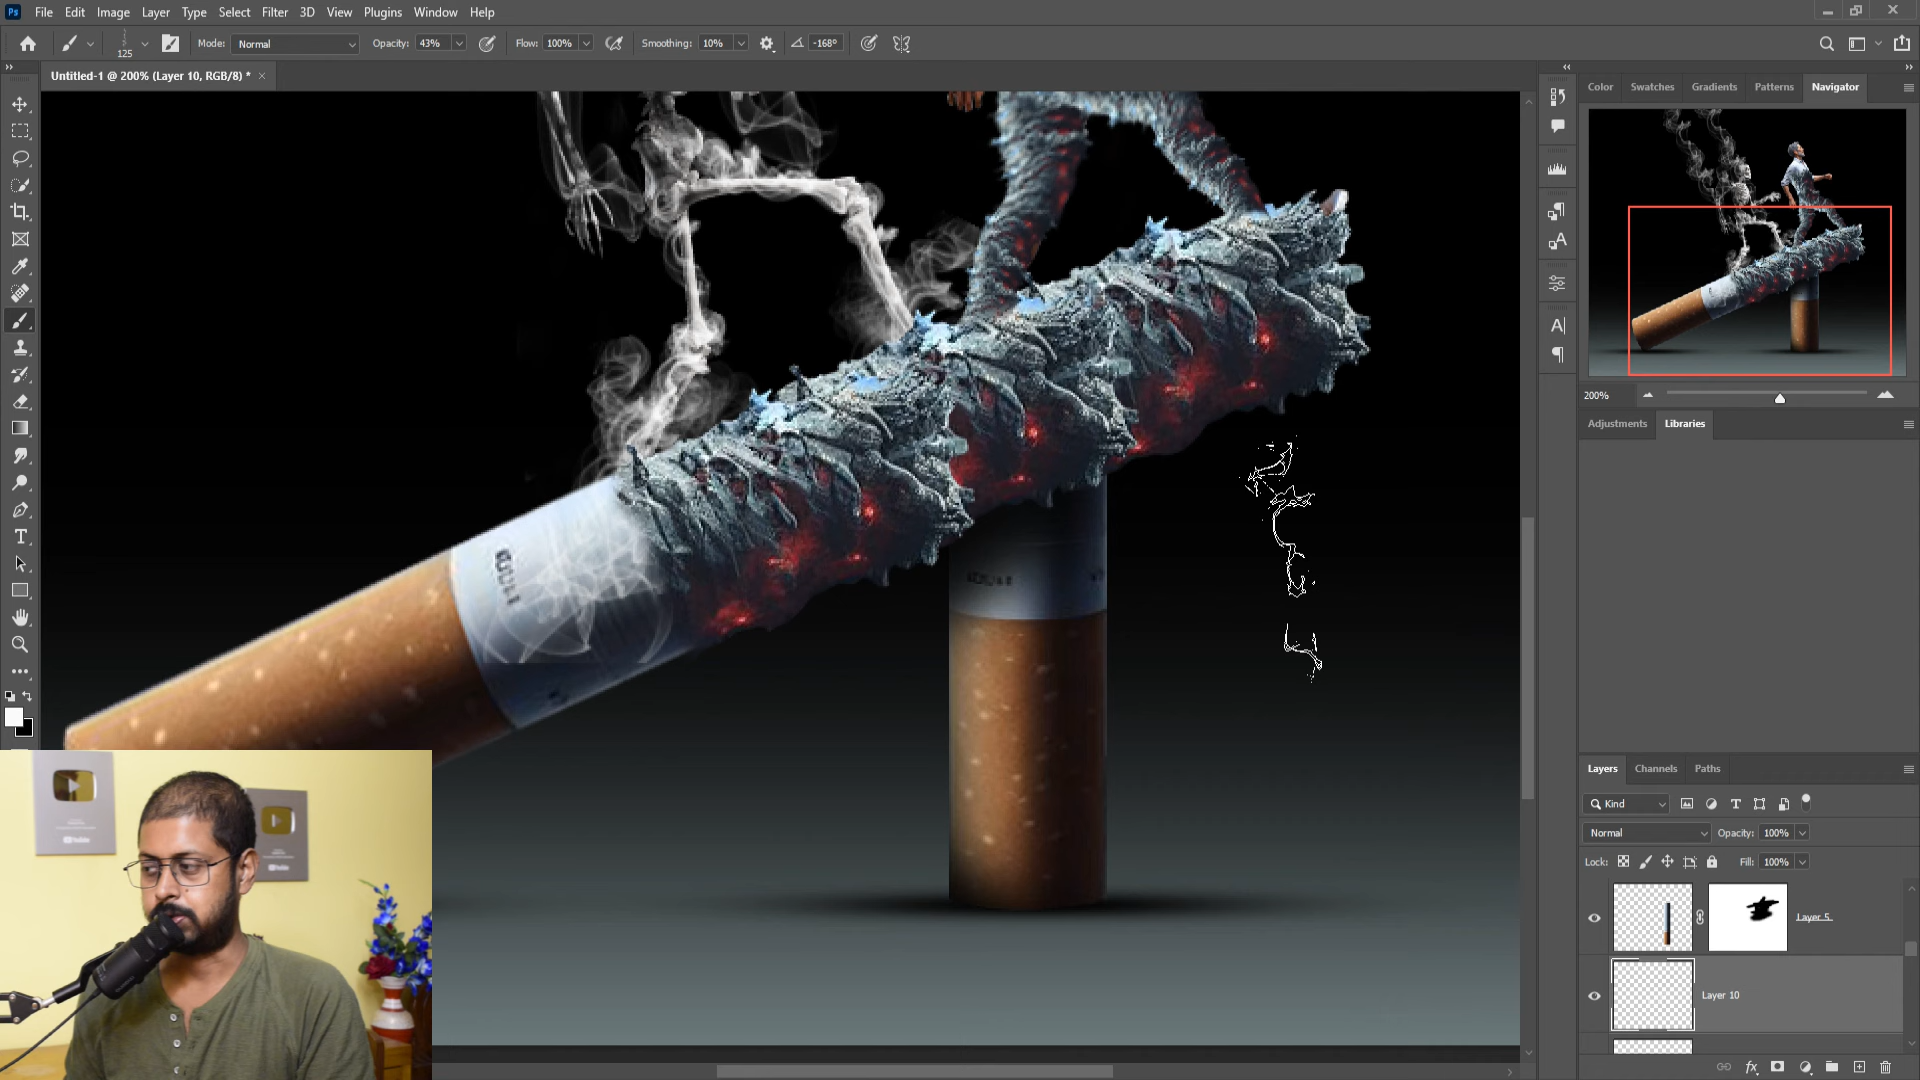 Ps File Edit Image Layer Type Select Filter 3D View Plugins Window Help
125 Mode: Normal Opacity: 43% Flow: 100% Smoothing: 10% -168°
Untitled-1 @ 200% (Layer 10, RGB/8) * ×
Color Swatches Gradients Patterns Navigator
200%
Adjustments Libraries
Layers Channels Paths
Kind
Normal Opacity: 100%
Lock: Fill: 100%
Layer 5
Layer 10